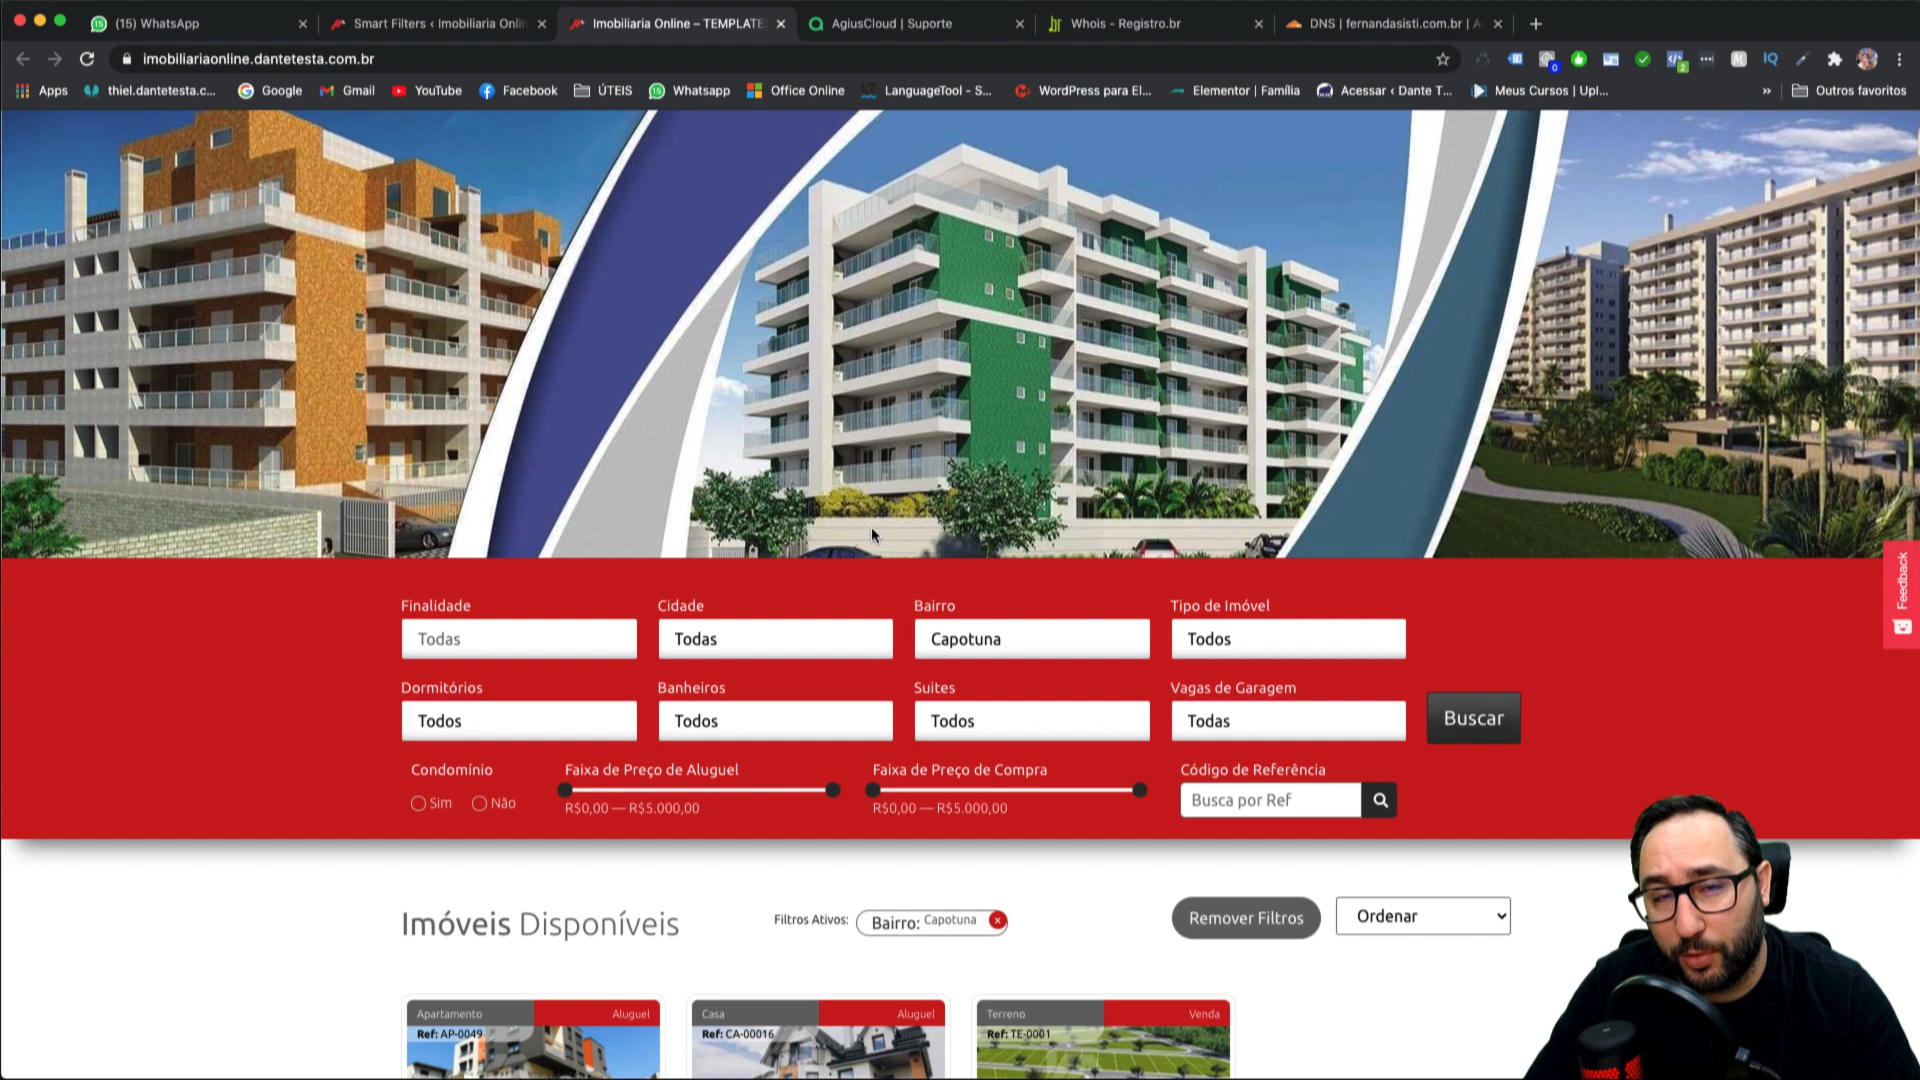 (15) WhatsApp
Smart Filters ‹ Imobiliaria Onlin
Imobiliaria Online – TEMPLATE
AgiusCloud | Suporte
Whois - Registro.br
DNS | fernandasisti.com.br | A
imobiliariaonline.dantetesta.com.br
Apps
thiel.dantetesta.c...
Google
Gmail
YouTube
Facebook
ÚTEIS
Whatsapp
Office Online
LanguageTool - S...
WordPress para El...
Elementor | Família
Acessar ‹ Dante T...
Meus Cursos | Upl...
Outros favoritos
Feedback
Finalidade
Cidade
Bairro
Tipo de Imóvel
Todas
Todas
Capotuna
Todos
Dormitórios
Banheiros
Suites
Vagas de Garagem
Todos
Todos
Todos
Todas
Buscar
Condomínio
Faixa de Preço de Aluguel
Faixa de Preço de Compra
Código de Referência
Sim
Não
R$0,00 — R$5.000,00
R$0,00 — R$5.000,00
Busca por Ref
Imóveis Disponíveis
Filtros Ativos:
Bairro: Capotuna
Remover Filtros
Ordenar
Apartamento
Aluguel
Ref: AP-0049
Casa
Aluguel
Ref: CA-00016
Terreno
Venda
Ref: TE-0001